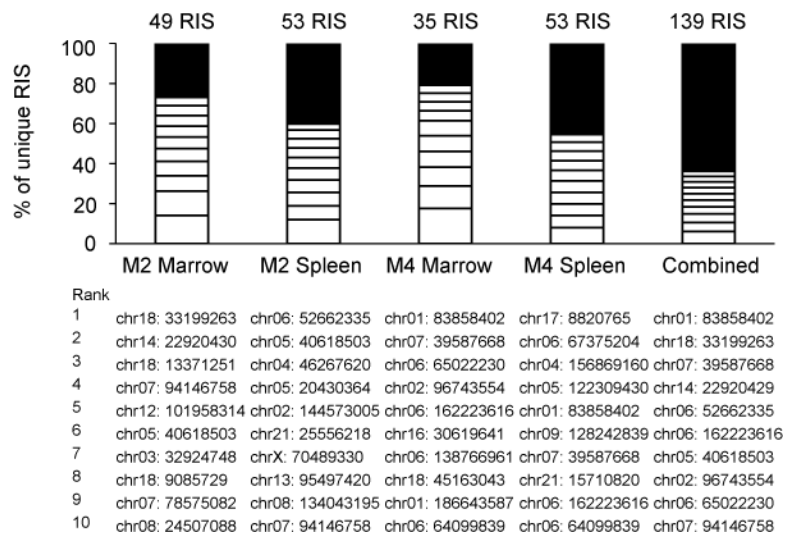 49 RIS 53 RIS 35 RIS 53 RIS 139 RIS
% of unique RIS
100
80
60
40
20
0
M2 Marrow M2 Spleen M4 Marrow M4 Spleen Combined
Rank
1 chr18: 33199263 chr06: 52662335 chr01: 83858402 chr17: 8820765 chr01: 83858402
2 chr14: 22920430 chr05: 40618503 chr07: 39587668 chr06: 67375204 chr18: 33199263
3 chr18: 13371251 chr04: 46267620 chr06: 65022230 chr04: 156869160 chr07: 39587668
4 chr07: 94146758 chr05: 20430364 chr02: 96743554 chr05: 122309430 chr14: 22920429
5 chr12: 101958314 chr02: 144573005 chr06: 162223616 chr01: 83858402 chr06: 52662335
6 chr05: 40618503 chr21: 25556218 chr16: 30619641 chr09: 128242839 chr06: 162223616
7 chr03: 32924748 chrX: 70489330 chr06: 138766961 chr07: 39587668 chr05: 40618503
8 chr18: 9085729 chr13: 95497420 chr18: 45163043 chr21: 15710820 chr02: 96743554
9 chr07: 78575082 chr08: 134043195 chr01: 186643587 chr06: 162223616 chr06: 65022230
10 chr08: 24507088 chr07: 94146758 chr06: 64099839 chr06: 64099839 chr07: 94146758